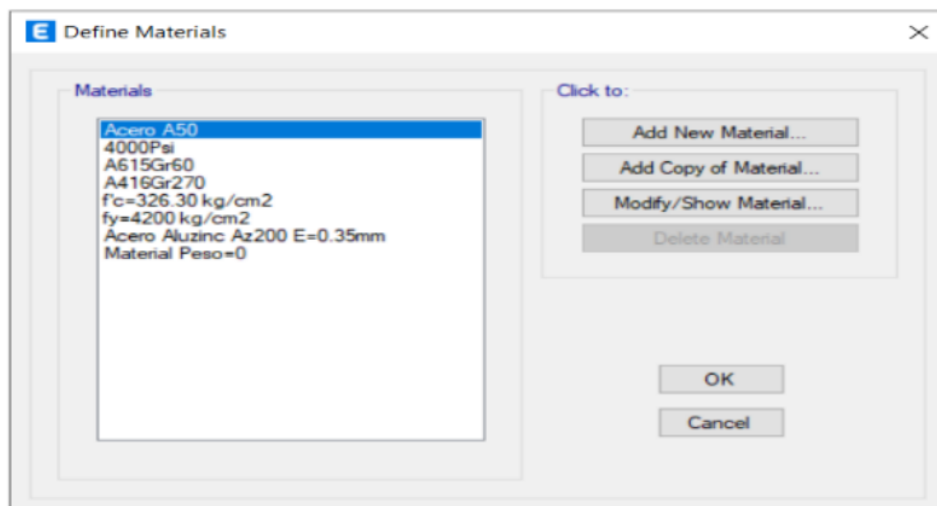 E Define Materials
Materials
Acero A50
4000Psi
A615Gr60
A416Gr270
f'c=326.30 kg/cm2
fy=4200 kg/cm2
Acero Aluzinc Az200 E=0.35mm
Material Peso=0
Click to:
Add New Material...
Add Copy of Material...
Modify/Show Material...
Delete Material
OK
Cancel